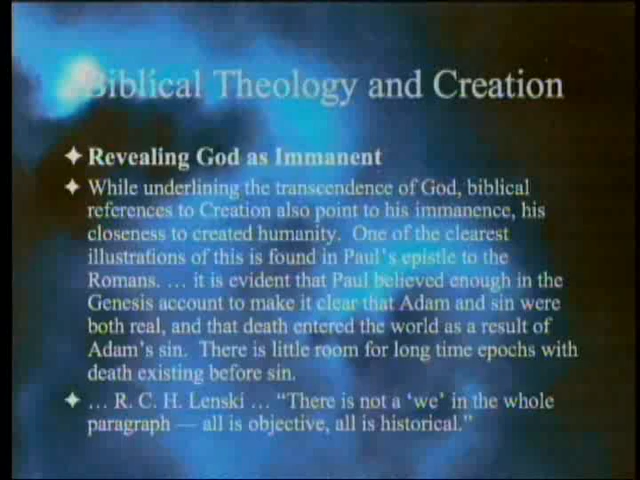 Biblical Theology and Creation
Revealing God as Immanent
While underlining the transcendence of God, biblical
references to Creation also point to his immanence, his
closeness to created humanity. One of the clearest
illustrations of this is found in Paul's epistle to the
Romans. … it is evident that Paul believed enough in the
Genesis account to make it clear that Adam and sin were
both real, and that death entered the world as a result of
Adam's sin. There is little room for long time epochs with
death existing before sin.
… R. C. H. Lenski … “There is not a ‘we’ in the whole
paragraph — all is objective, all is historical.”